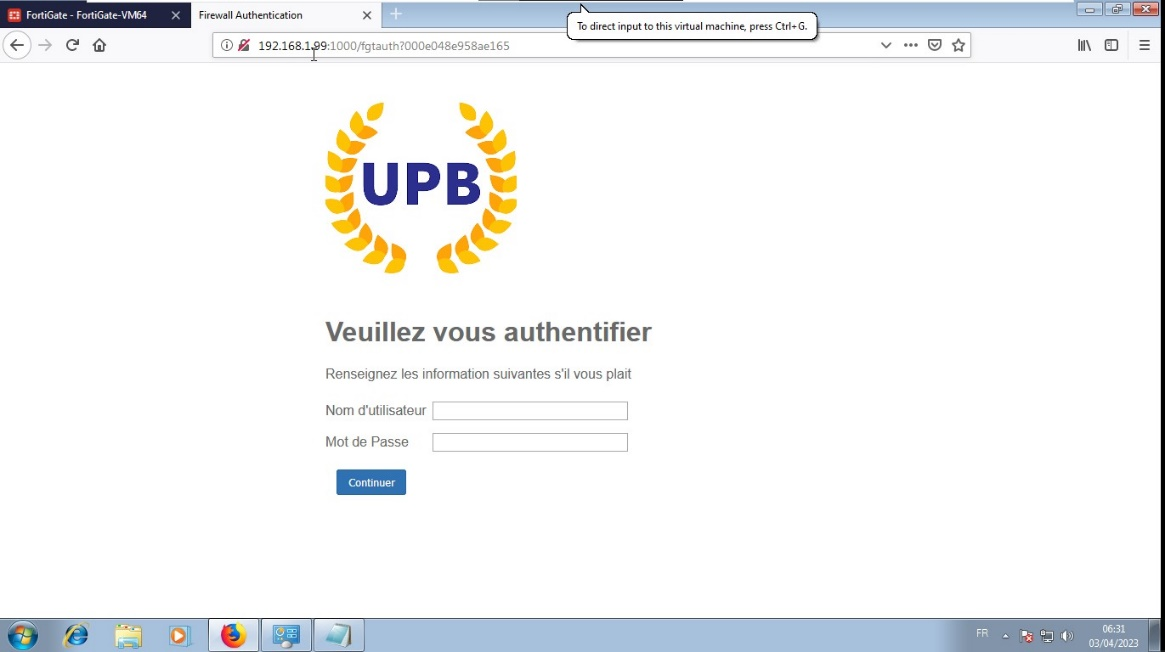 FortiGate - FortiGate-VM64
Firewall Authentication
To direct input to this virtual machine, press Ctrl+G.
192.168.1.99:1000/fgtauth?000e048e958ae165
UPB
Veuillez vous authentifier
Renseignez les information suivantes s'il vous plait
Nom d'utilisateur
Mot de Passe
Continuer
FR
06:31
03/04/2023